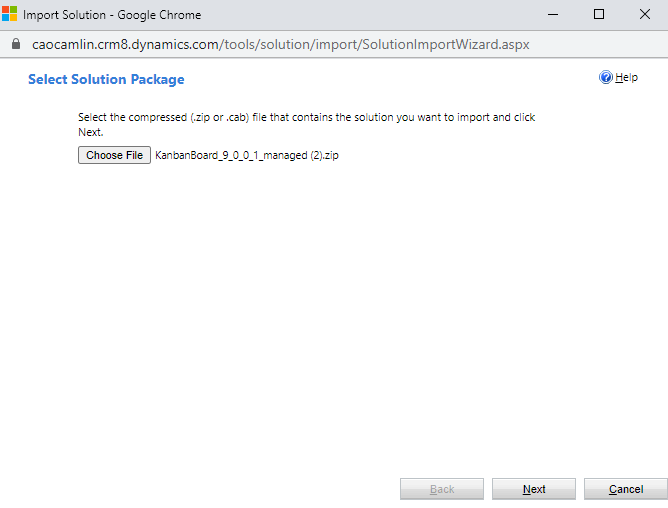 Import Solution - Google Chrome
caocamlin.crm8.dynamics.com/tools/solution/import/SolutionImportWizard.aspx
Select Solution Package
Help
Select the compressed (.zip or .cab) file that contains the solution you want to import and click
Next.
Choose File KanbanBoard_9_0_0_1_managed (2).zip
Back Next Cancel